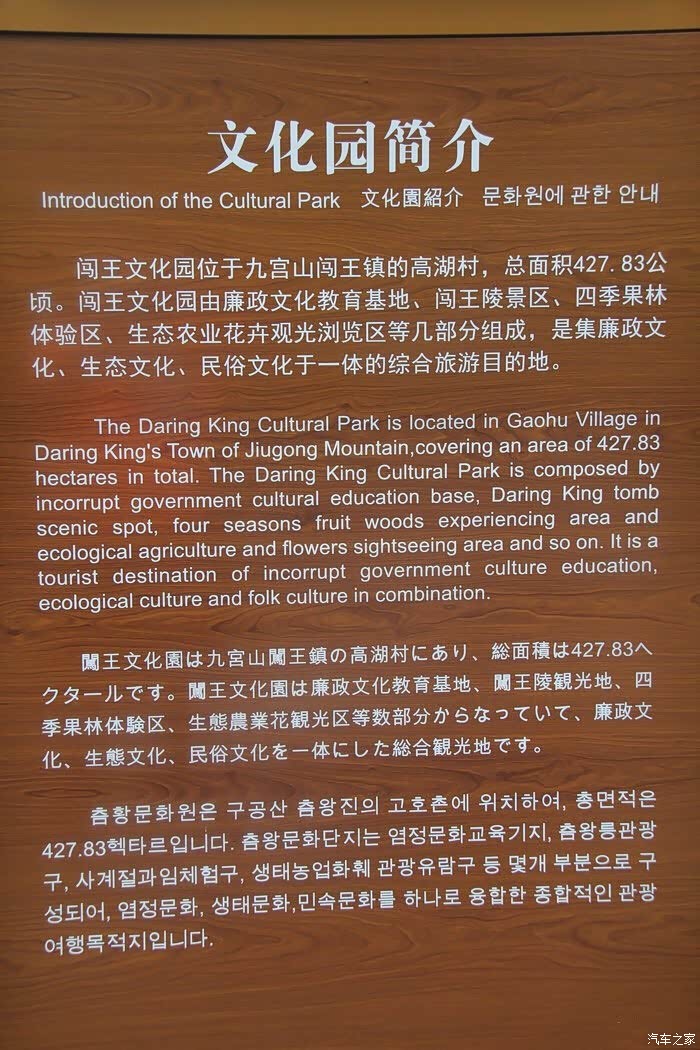 文化园简介
Introduction of the Cultural Park 文化園紹介 문화원에 관한 안내
闯王文化园位于九宫山闯王镇的高湖村，总面积427.83公
顷。闯王文化园由廉政文化教育基地、闯王陵景区、四季果林
体验区、生态农业花卉观光浏览区等几部分组成，是集廉政文
化、生态文化、民俗文化于一体的综合旅游目的地。
The Daring King Cultural Park is located in Gaohu Village in
Daring King's Town of Jiugong Mountain,covering an area of 427.83
hectares in total. The Daring King Cultural Park is composed by
incorrupt government cultural education base, Daring King tomb
scenic spot, four seasons fruit woods experiencing area and
ecological agriculture and flowers sightseeing area and so on. It is a
tourist destination of incorrupt government culture education,
ecological culture and folk culture in combination.
闖王文化園は九宮山闖王鎮の高湖村にあり、総面積は427.83ヘ
クタールです。闖王文化園は廉政文化教育基地、闖王陵観光地、四
季果林体験区、生態農業花観光区等数部分からなっていて、廉政文
化、生態文化、民俗文化を一体にした総合観光地です。
츰황문화원은 구공산 츰왕진의 고호촌에 위치하여, 총면적은
427.83헥타르입니다. 츰왕문화단지는 염정문화교육기지, 츰왕릉관광
구, 사계절과임체험구, 생태농업화훼 관광유람구 등 몇개 부분으로 구
성되어, 염정문화, 생태문화,민속문화를 하나로 융합한 종합적인 관광
여행목적지입니다.
汽车之家